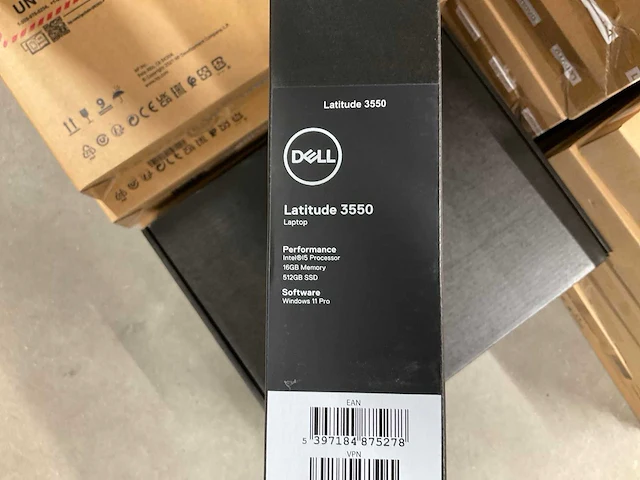 UN
Latitude 3550
DELL
Latitude 3550
Laptop
Performance
Intel®i5 Processor
16GB Memory
512GB SSD
Software
Windows 11 Pro
EAN
5 397184 875278
VPN